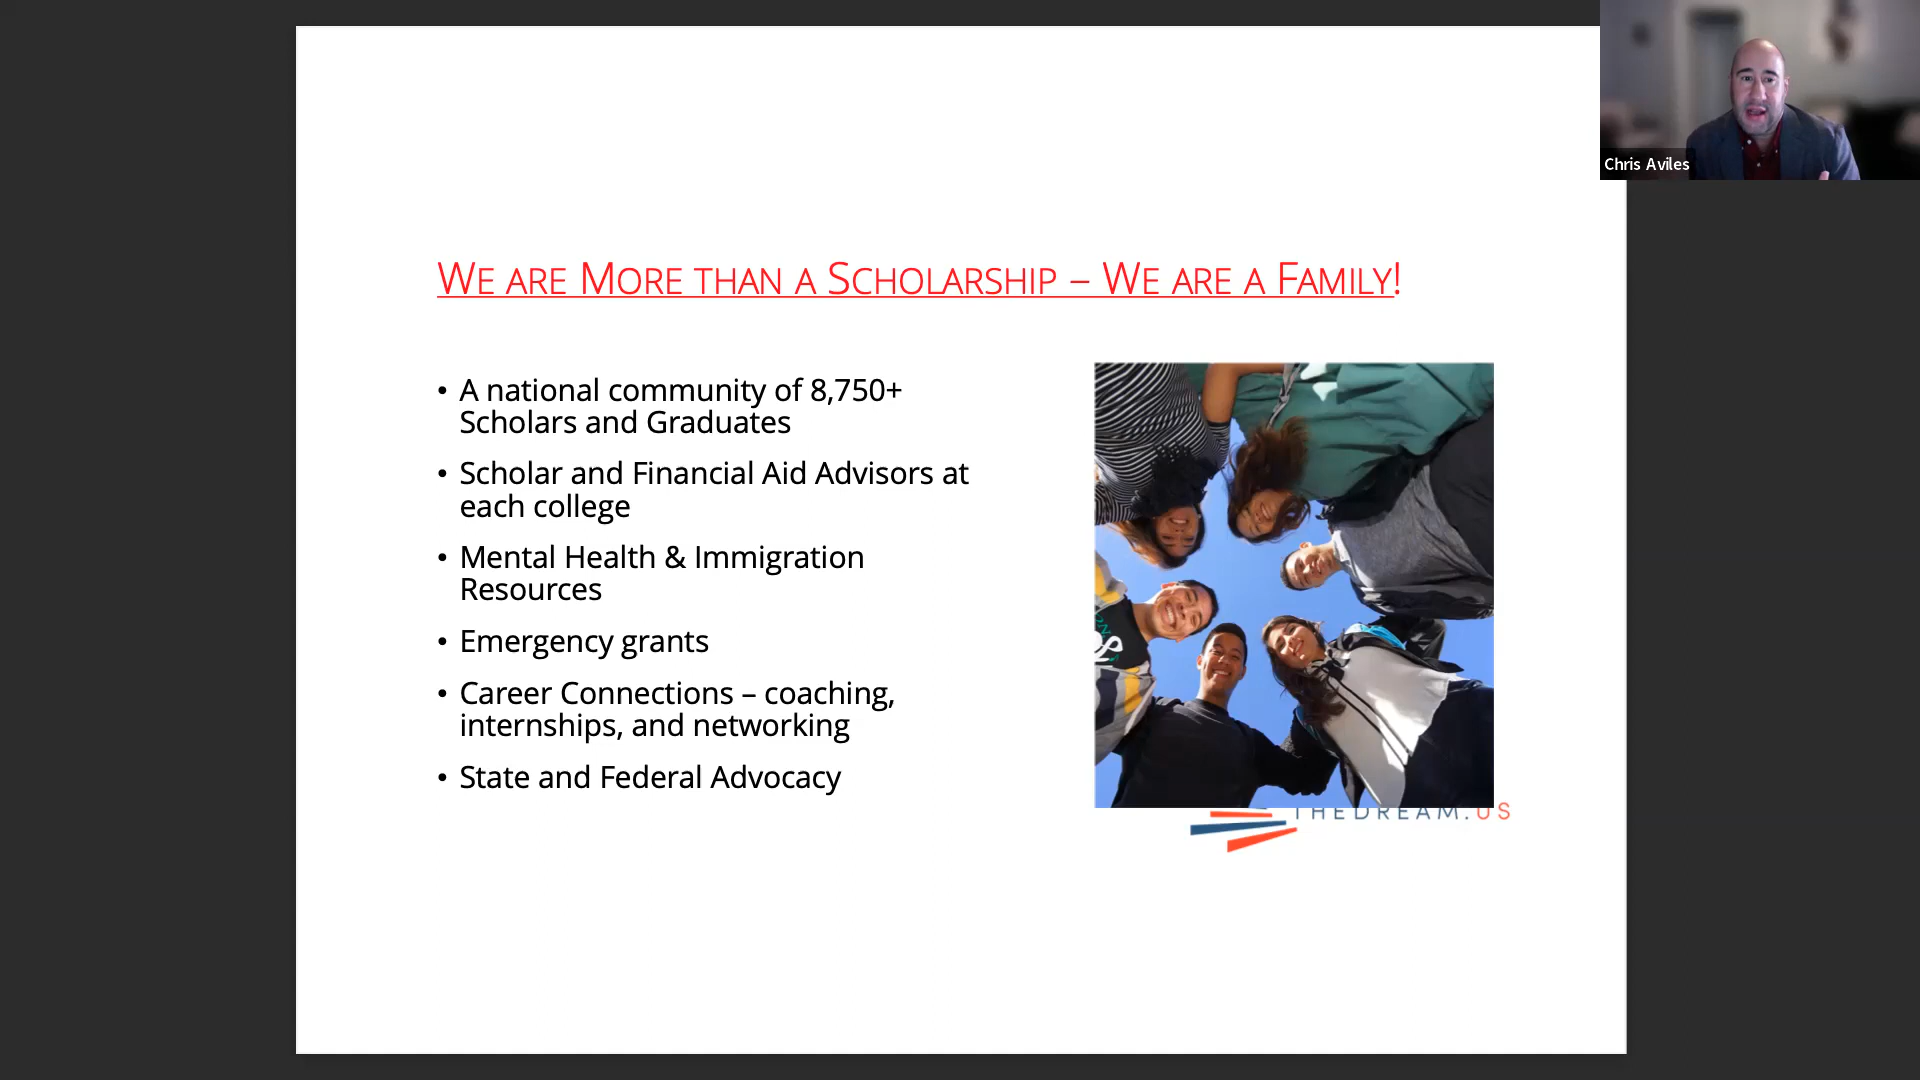 Chris Aviles
WE ARE MORE THAN A SCHOLARSHIP – WE ARE A FAMILY!
• A national community of 8,750+
Scholars and Graduates
• Scholar and Financial Aid Advisors at
each college
• Mental Health & Immigration
Resources
• Emergency grants
• Career Connections – coaching,
internships, and networking
• State and Federal Advocacy
THEDREAM.US